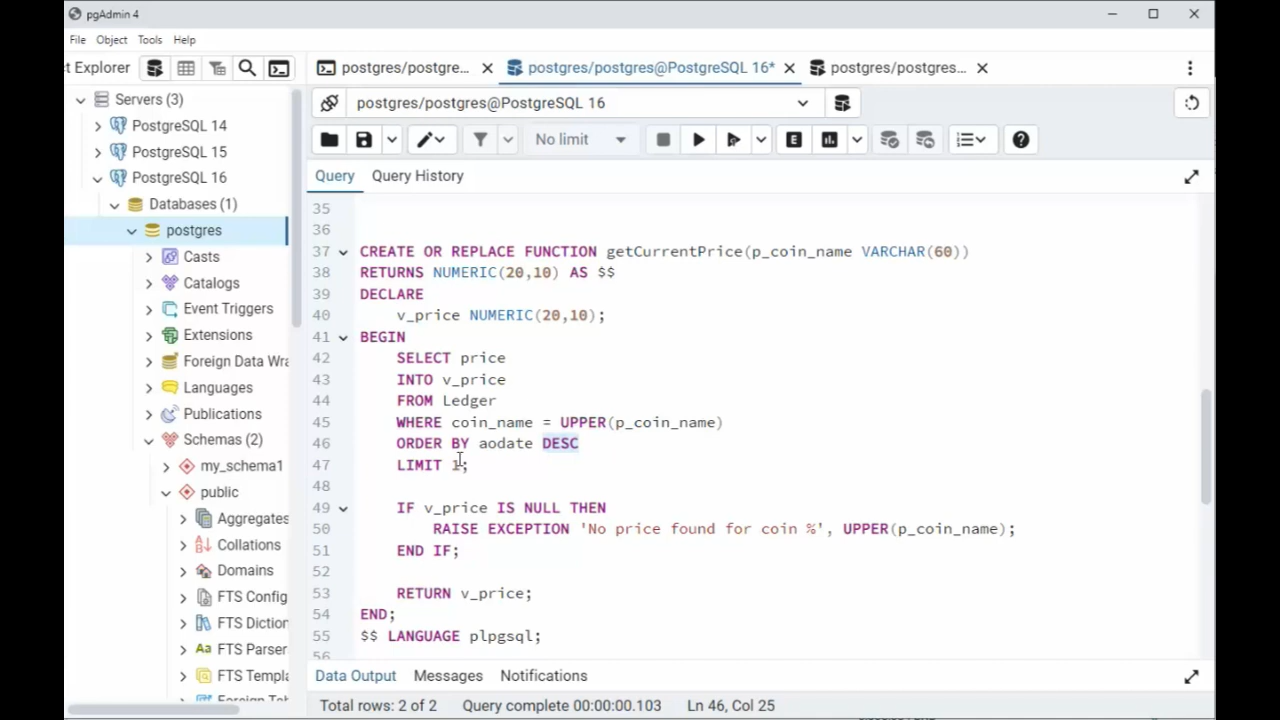 pgAdmin 4
File Object Tools Help
t Explorer
postgres/postgre...
postgres/postgres@PostgreSQL 16*
postgres/postgres...
Servers (3)
PostgreSQL 14
PostgreSQL 15
PostgreSQL 16
Databases (1)
postgres
Casts
Catalogs
Event Triggers
Extensions
Foreign Data Wra
Languages
Publications
Schemas (2)
my_schema1
public
Aggregates
Collations
Domains
FTS Config
FTS Diction
FTS Parser
Aa
FTS Templa
postgres/postgres@PostgreSQL 16
No limit
E
Query Query History
35
36
37 CREATE OR REPLACE FUNCTION getCurrentPrice(p_coin_name VARCHAR(60))
38 RETURNS NUMERIC(20,10) AS $$
39 DECLARE
40 v_price NUMERIC(20,10);
41 BEGIN
42 SELECT price
43 INTO v_price
44 FROM Ledger
45 WHERE coin_name = UPPER(p_coin_name)
46 ORDER BY aodate DESC
47 LIMIT 1;
48
49 IF v_price IS NULL THEN
50 RAISE EXCEPTION 'No price found for coin %', UPPER(p_coin_name);
51 END IF;
52
53 RETURN v_price;
54 END;
55 $$ LANGUAGE plpgsql;
56
Data Output Messages Notifications
Total rows: 2 of 2 Query complete 00:00:00.103 Ln 46, Col 25